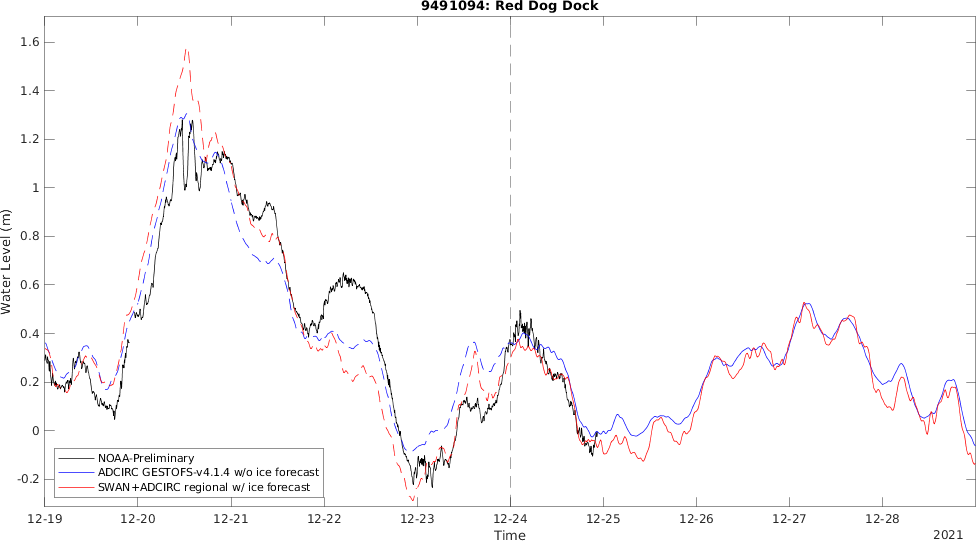 9491094: Red Dog Dock
Water Level (m)
1.6
1.4
1.2
1
0.8
0.6
0.4
0.2
0
-0.2
NOAA-Preliminary
ADCIRC GESTOFS-v4.1.4 w/o ice forecast
SWAN+ADCIRC regional w/ ice forecast
12-19 12-20 12-21 12-22 12-23 12-24 12-25 12-26 12-27 12-28
Time
2021